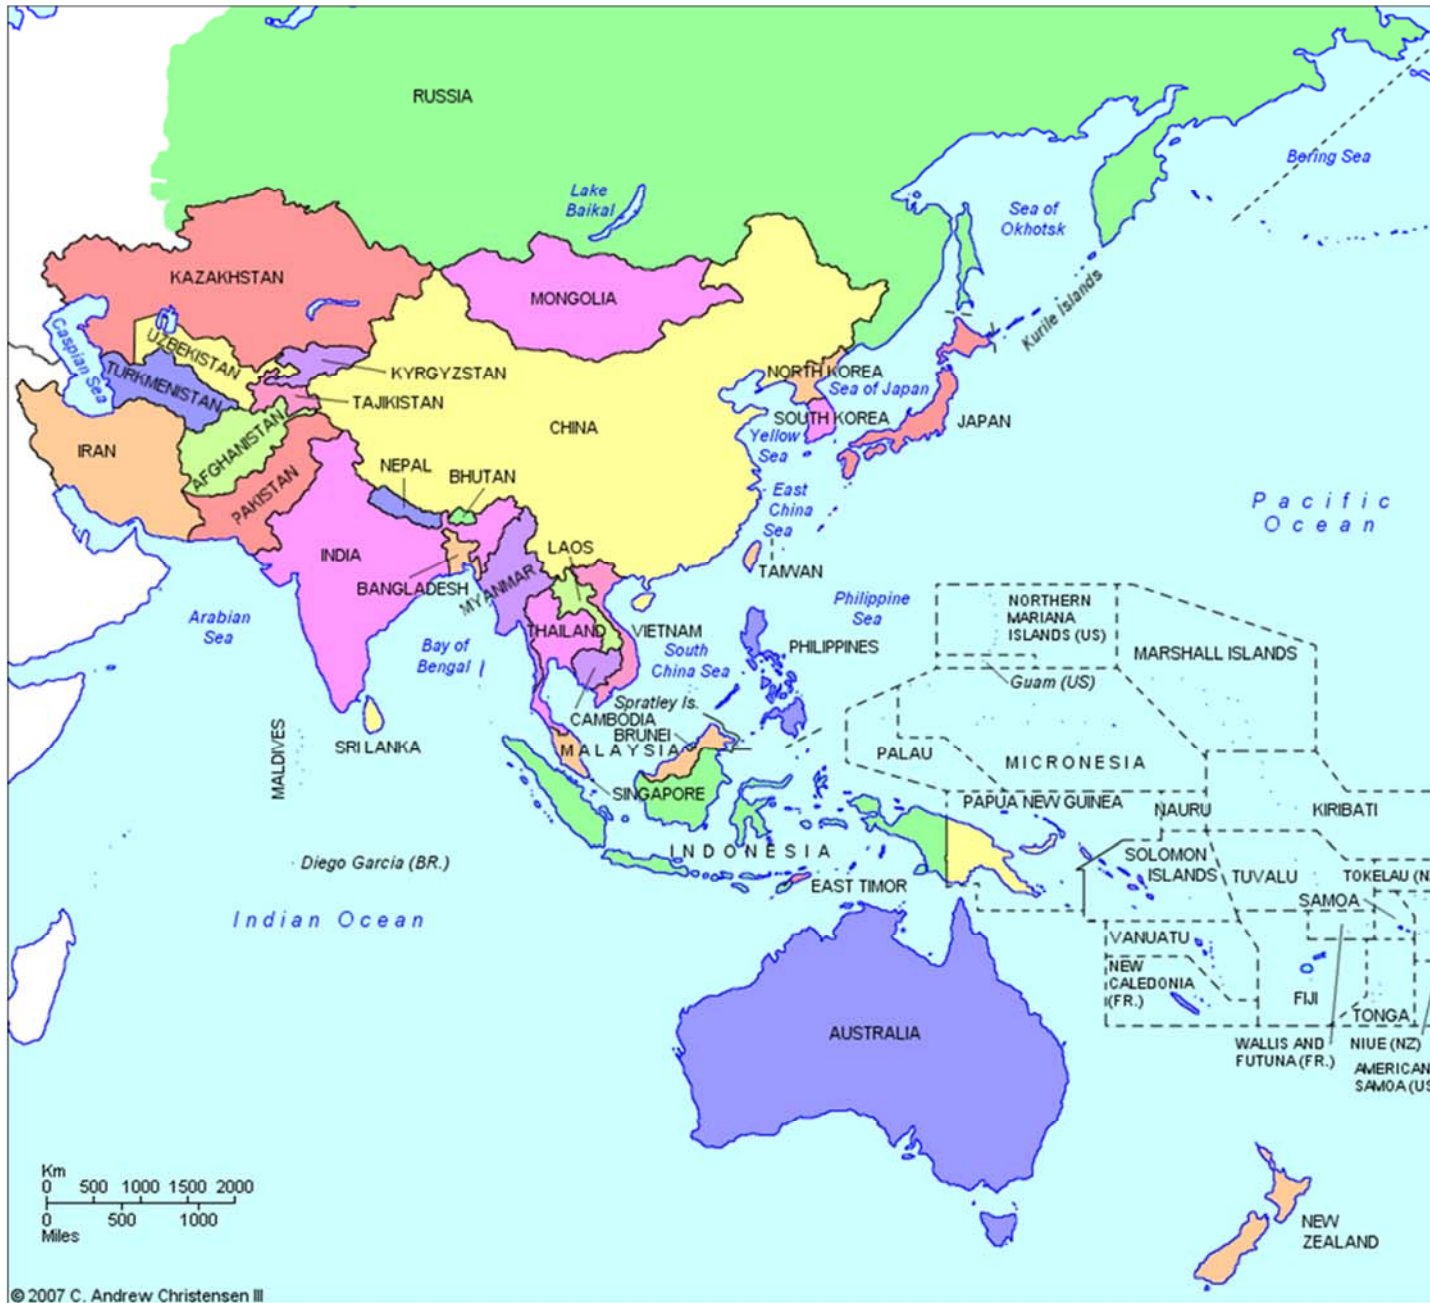 RUSSIA
Bering Sea
Lake
Baikal
Sea of
Okhotsk
KAZAKHSTAN
MONGOLIA
Kurile Islands
Caspian Sea
UZBEKISTAN
TURKMENISTAN
KYRGYZSTAN
TAJIKISTAN
NORTH KOREA
Sea of Japan
SOUTH KOREA
JAPAN
CHINA
IRAN
AFGHANISTAN
PAKISTAN
NEPAL
BHUTAN
Yellow
Sea
East
China
Sea
Pacific
Ocean
INDIA
LAOS
BANGLADESH
MYANMAR
TAIWAN
Arabian
Sea
Bay of
Bengal
THAILAND
VIETNAM
South
China Sea
Philippine
Sea
PHILIPPINES
NORTHERN
MARIANA
ISLANDS (US)
Guam (US)
MARSHALL ISLANDS
Spratley Is.
CAMBODIA
BRUNEI
MALAYSIA
SRI LANKA
MALDIVES
PALAU
MICRONESIA
SINGAPORE
PAPUA NEW GUINEA
NAURU
KIRIBATI
INDONESIA
Diego Garcia (BR.)
EAST TIMOR
SOLOMON
ISLANDS
TUVALU
TOKELAU (N
SAMOA
Indian Ocean
VANUATU
NEW
CALEDONIA
(FR.)
FIJI
TONGA
AUSTRALIA
WALLIS AND
FUTUNA (FR.)
NIUE (NZ)
AMERICAN
SAMOA (US
Km
0 500 1000 1500 2000
0 500 1000
Miles
NEW
ZEALAND
© 2007 C. Andrew Christensen III